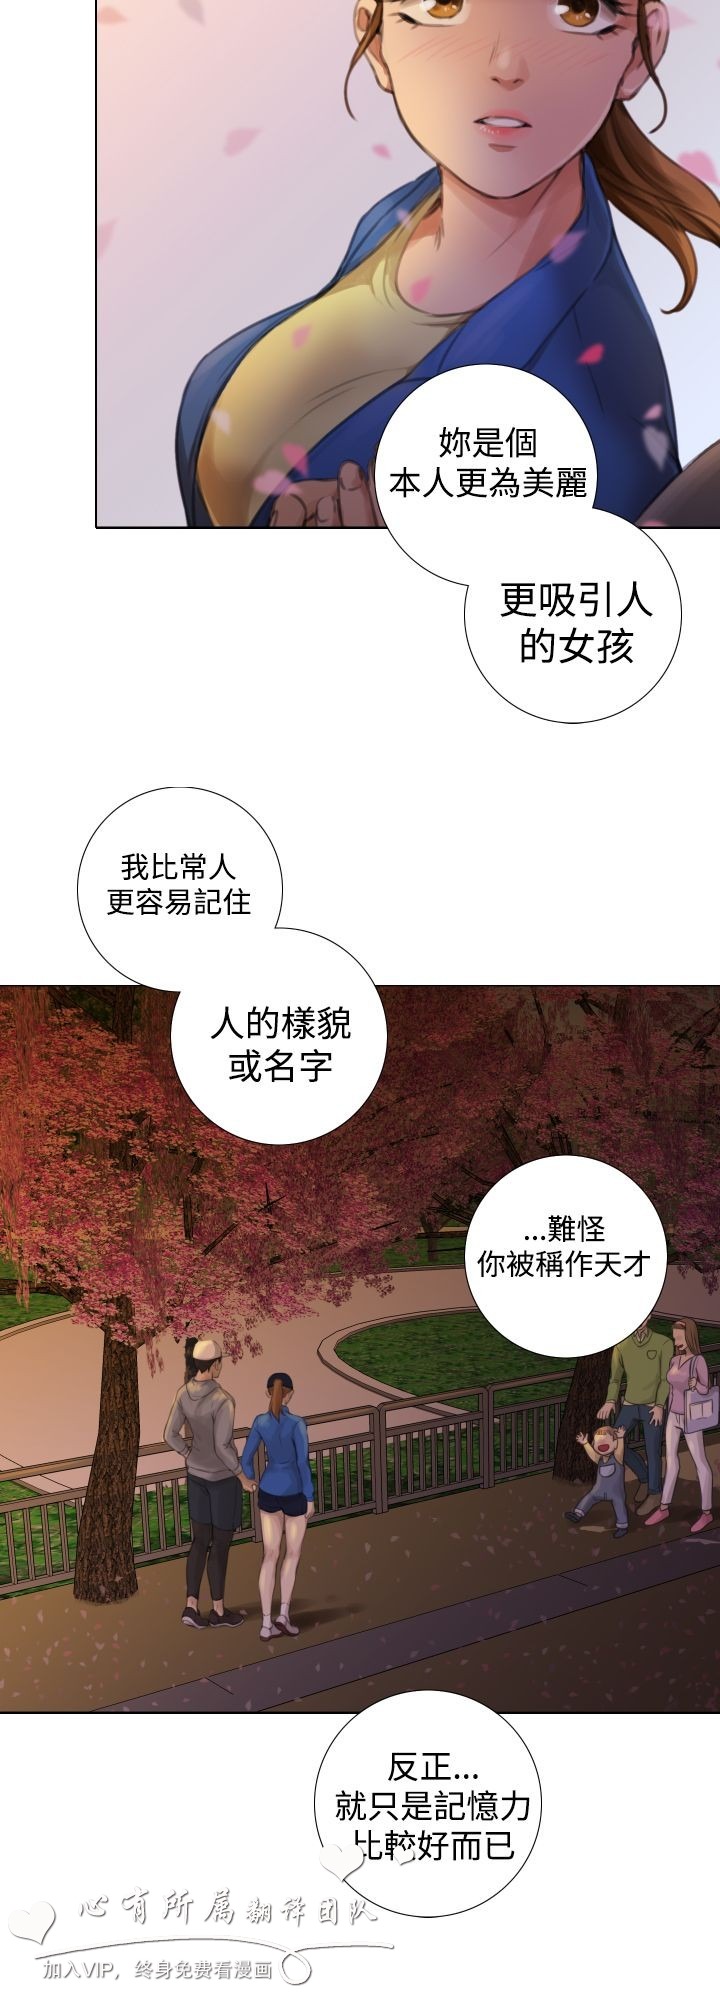 妳是個
本人更為美麗
更吸引人
的女孩
我比常人
更容易記住
人的樣貌
或名字
...難怪
你被稱作天才
反正...
就只是記憶力
比較好而已
心有所属翻译团队
加入VIP，终身免费看漫画